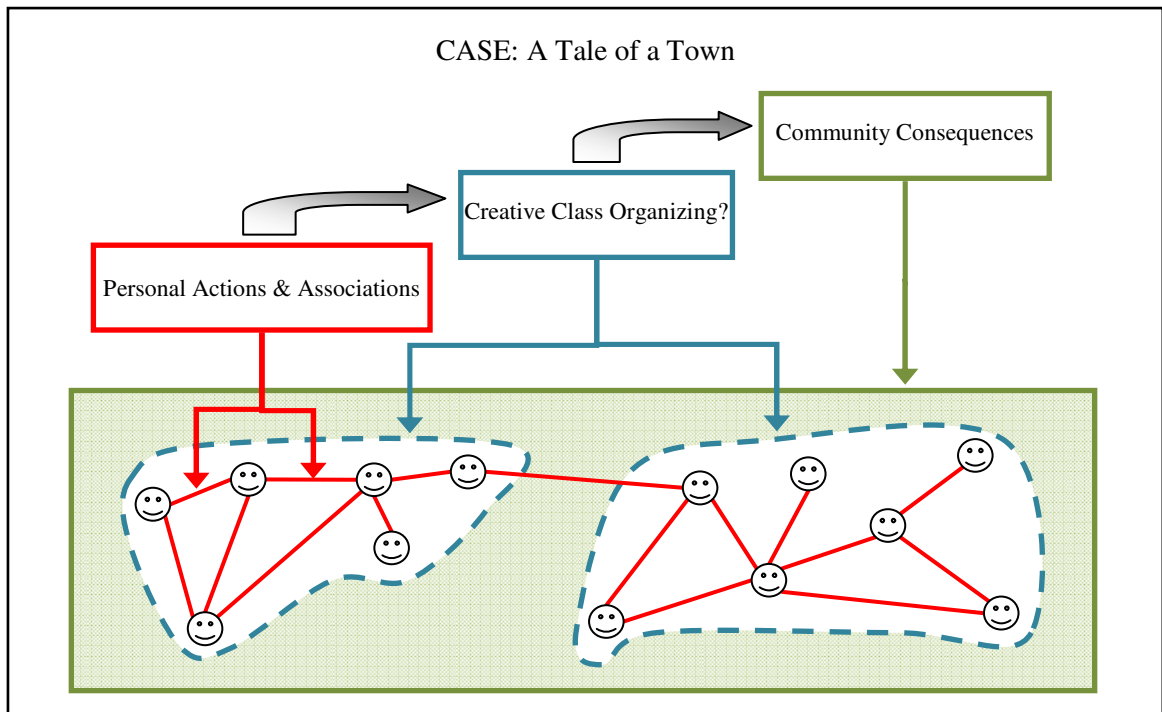 CASE: A Tale of a Town
Community Consequences
Creative Class Organizing?
Personal Actions & Associations